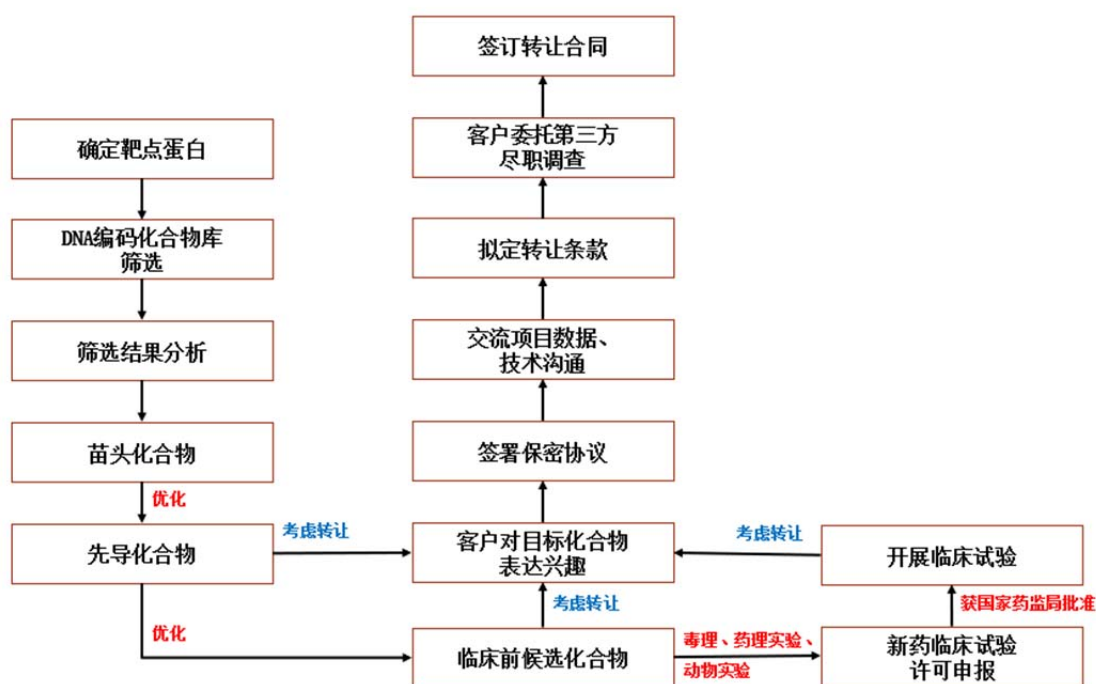 签订转让合同
确定靶点蛋白
客户委托第三方
尽职调查
DNA编码化合物库
筛选
拟定转让条款
筛选结果分析
交流项目数据、
技术沟通
苗头化合物
签署保密协议
优化
先导化合物
考虑转让
客户对目标化合物
表达兴趣
考虑转让
开展临床试验
优化
考虑转让
获国家药监局批准
临床前候选化合物
毒理、药理实验、
动物实验
新药临床试验
许可申报